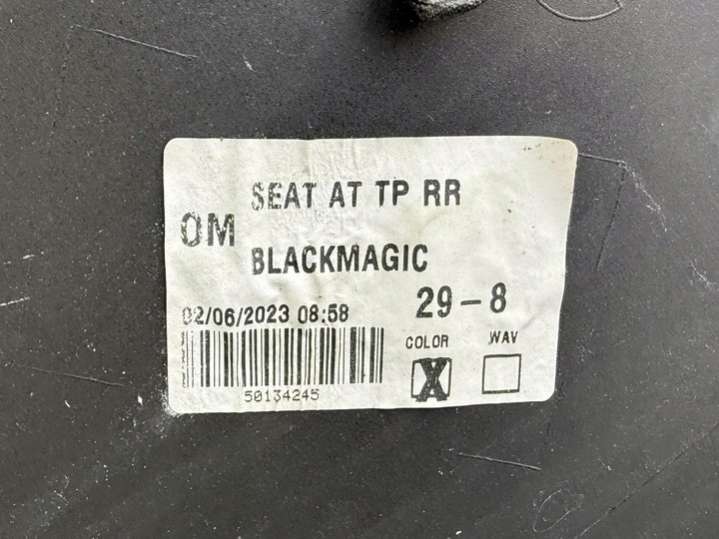 SEAT AT TP RR
OM
BLACKMAGIC
02/06/2023 08:58
29-8
COLOR
WAV
X
50134245